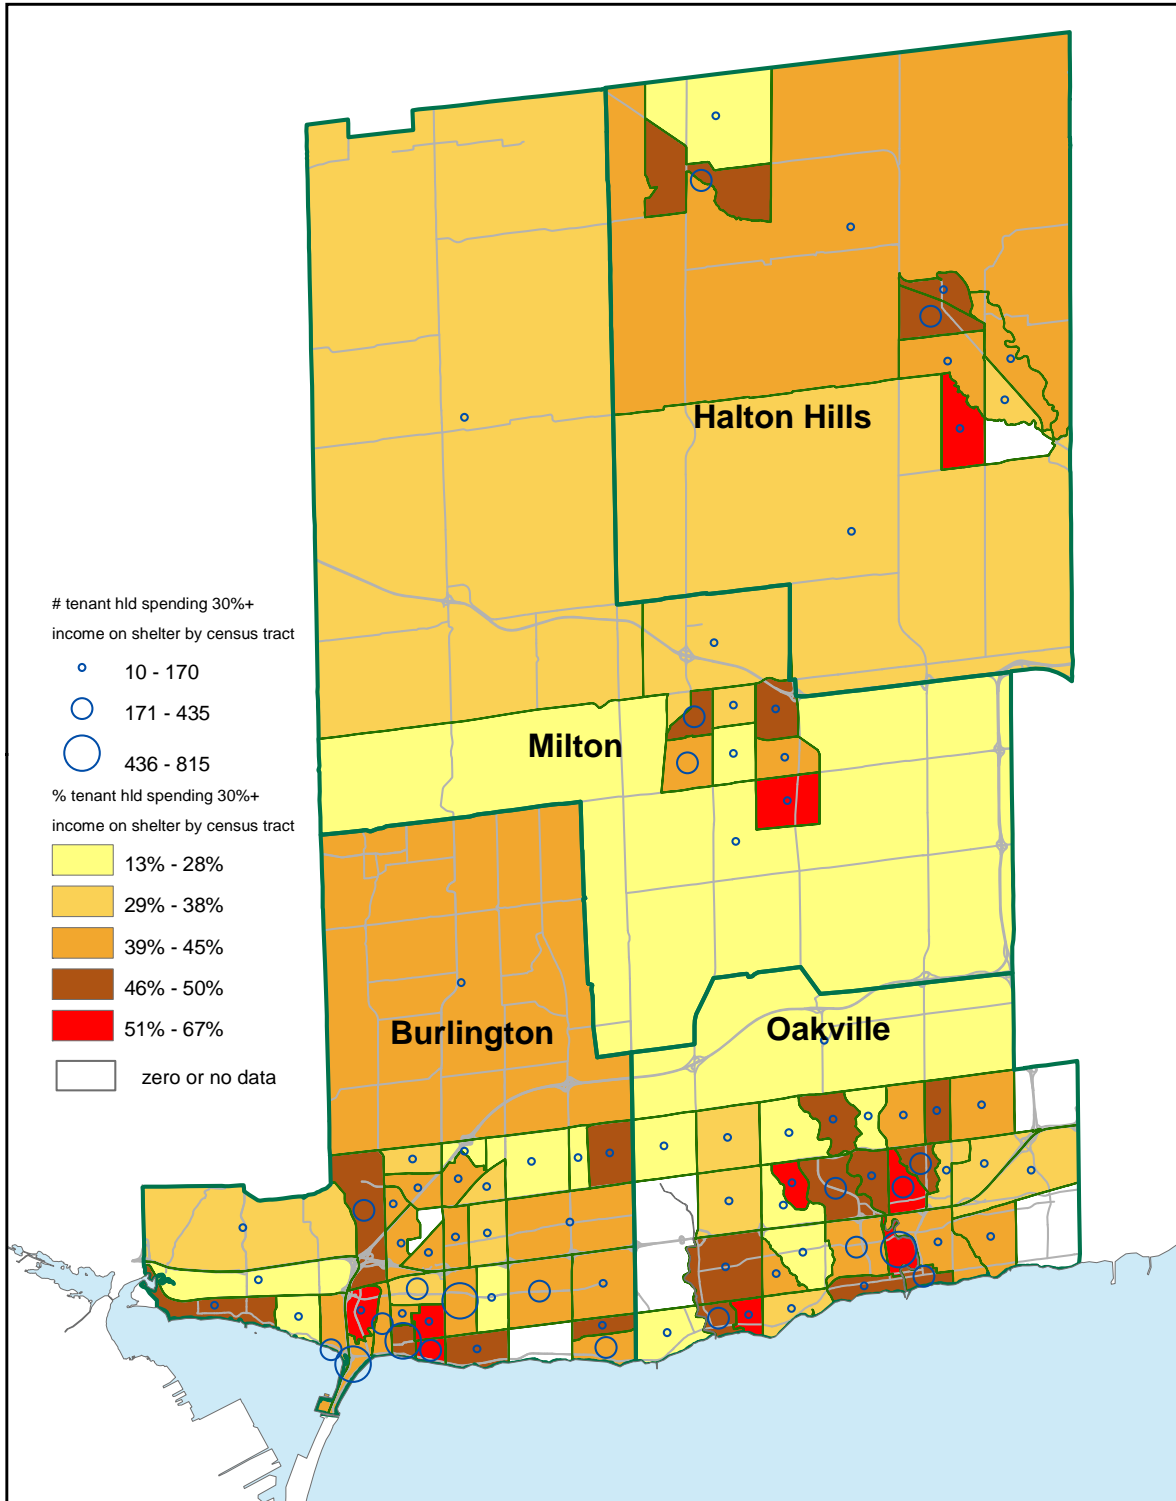 Halton Hills
# tenant hld spending 30%+
income on shelter by census tract
10 - 170
171 - 435
436 - 815
Milton
% tenant hld spending 30%+
income on shelter by census tract
13% - 28%
29% - 38%
39% - 45%
46% - 50%
51% - 67%
zero or no data
Burlington
Oakville